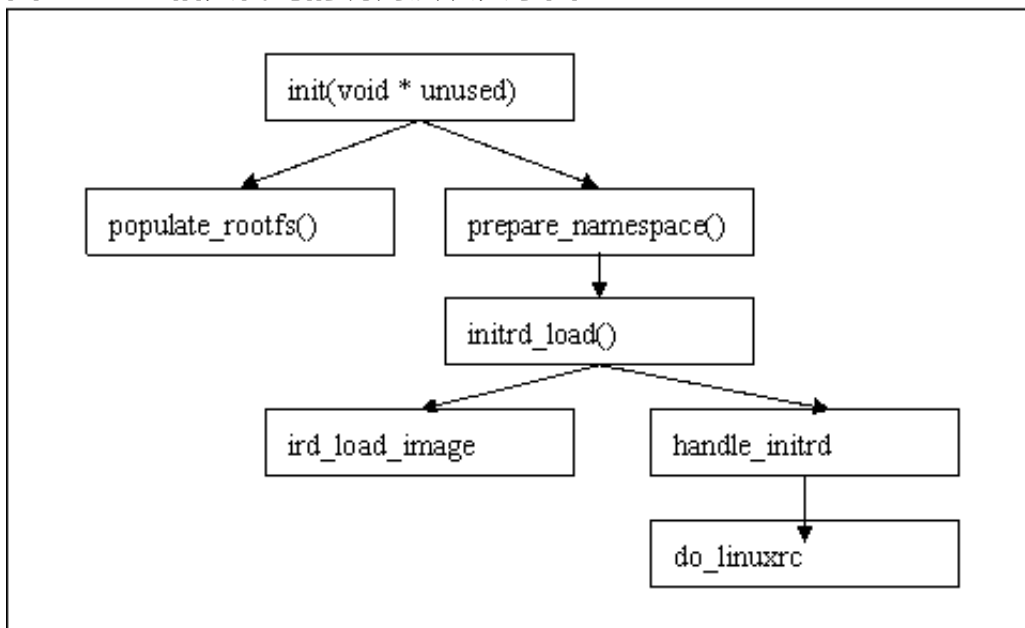 init(void * unused)
populate_rootfs()
prepare_namespace()
initrd_load()
ird_load_image
handle_initrd
do_linuxrc